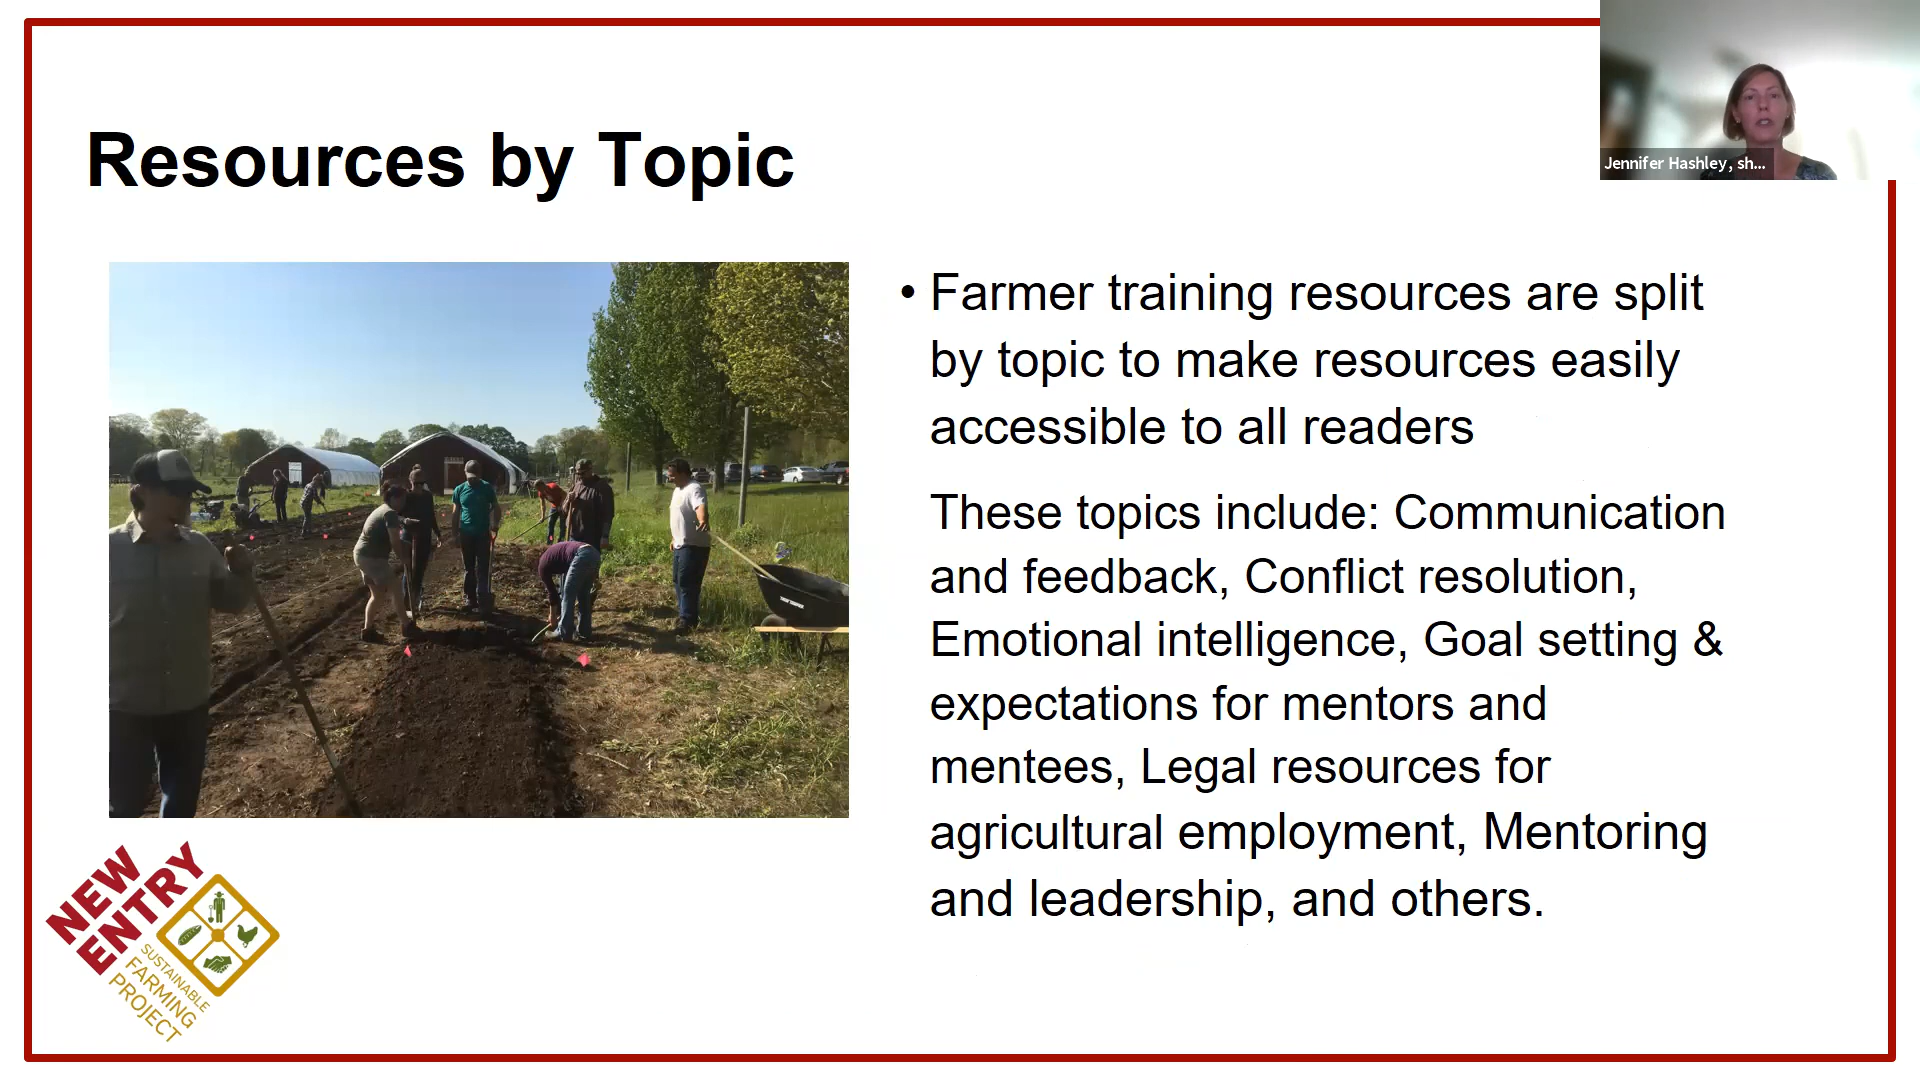 Jennifer Hashley, sh...
Resources by Topic
• Farmer training resources are split
by topic to make resources easily
accessible to all readers
These topics include: Communication
and feedback, Conflict resolution,
Emotional intelligence, Goal setting &
expectations for mentors and
mentees, Legal resources for
agricultural employment, Mentoring
and leadership, and others.
NEW
ENTRY
SUSTAINABLE
FARMING
PROJECT